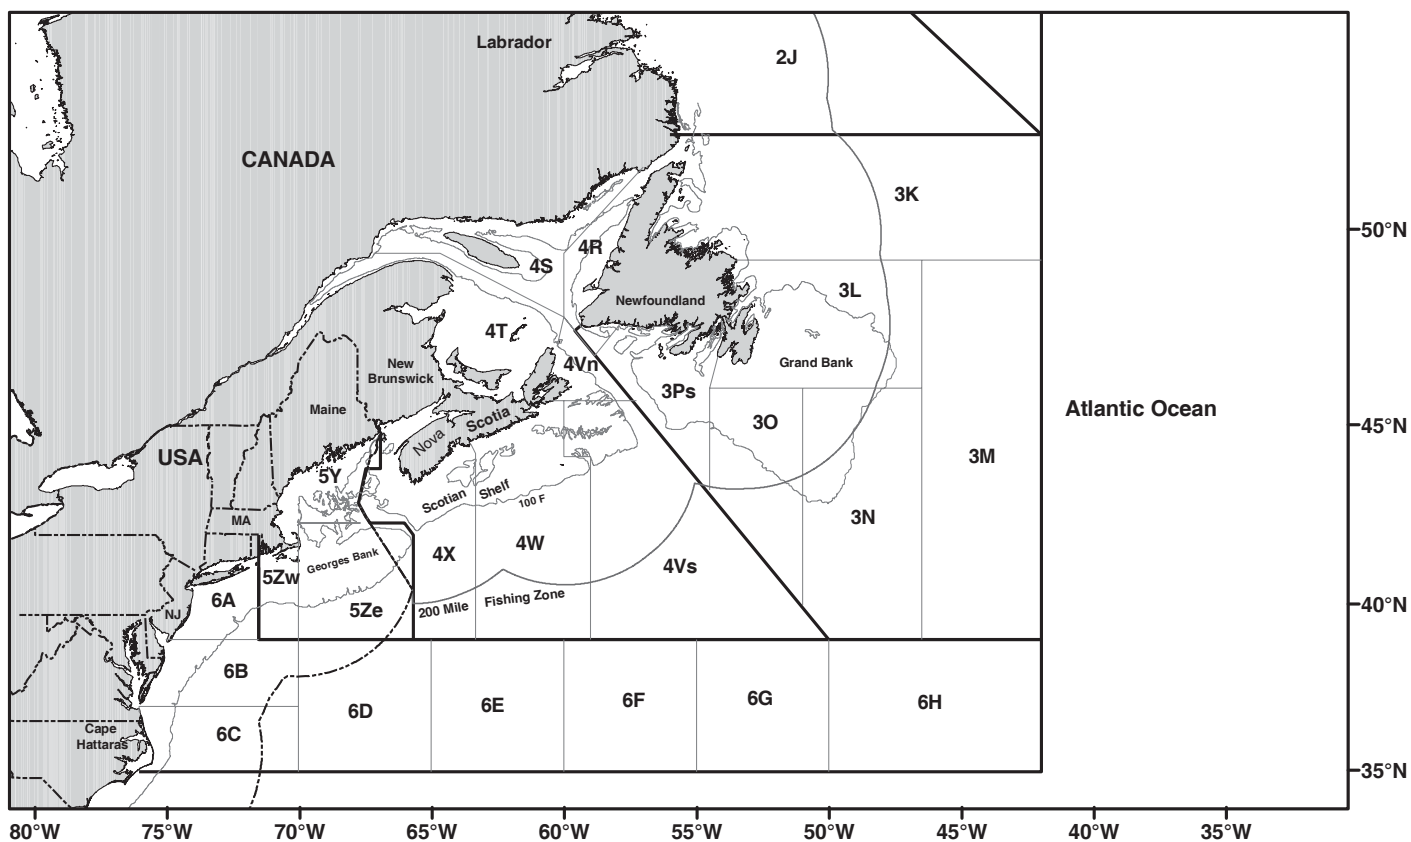 Labrador
2J
CANADA
3K
50°N
4R
4S
3L
Newfoundland
4T
Grand Bank
New
Brunswick
4Vn
3Ps
Maine
Atlantic Ocean
3O
45°N
Nova Scotia
USA
3M
5Y
Scotian Shelf
100 F
3N
MA
4X
4W
Georges Bank
4Vs
5Zw
6A
5Ze
200 Mile Fishing Zone
40°N
NJ
6B
6D
6E
6F
6G
6H
6C
Cape
Hattaras
35°N
80°W 75°W 70°W 65°W 60°W 55°W 50°W 45°W 40°W 35°W